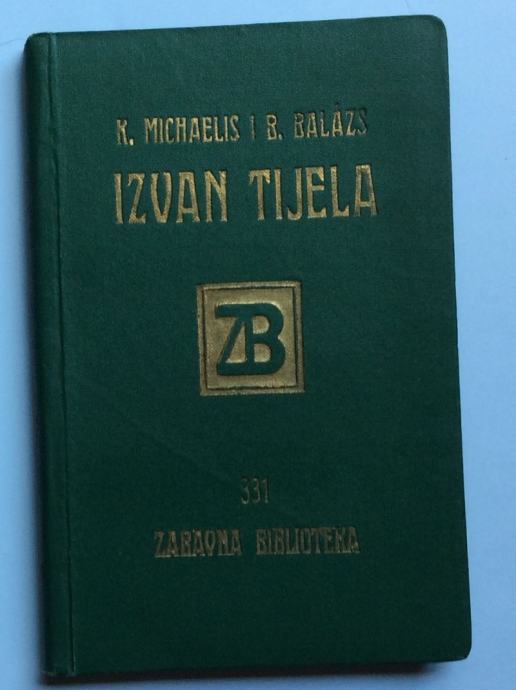 K. MICHAELIS I B. BALÁZS
IZVAN TIJELA
ZB
331
ZABAVNA BIBLIOTEKA